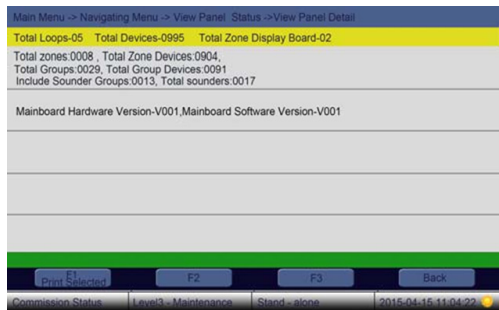 Main Menu -> Navigating Menu -> View Panel Status ->View Panel Detail
Total Loops-05 Total Devices-0995 Total Zone Display Board-02
Total zones:0008 , Total Zone Devices:0904,
Total Groups:0029, Total Group Devices:0091
Include Sounder Groups:0013, Total sounders:0017
Mainboard Hardware Version-V001,Mainboard Software Version-V001
F1 F2 F3 Back
Print Selected
Commission Status Level3 - Maintenance Stand - alone 2015-04-15 11:04:22